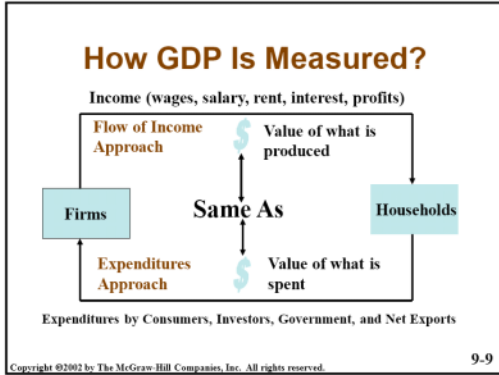 How GDP Is Measured?
Income (wages, salary, rent, interest, profits)
Flow of Income
Approach
$
Value of what is
produced
Firms
Same As
Households
Expenditures
Approach
$
Value of what is
spent
Expenditures by Consumers, Investors, Government, and Net Exports
9-9
Copyright ©2002 by The McGraw-Hill Companies, Inc. All rights reserved.